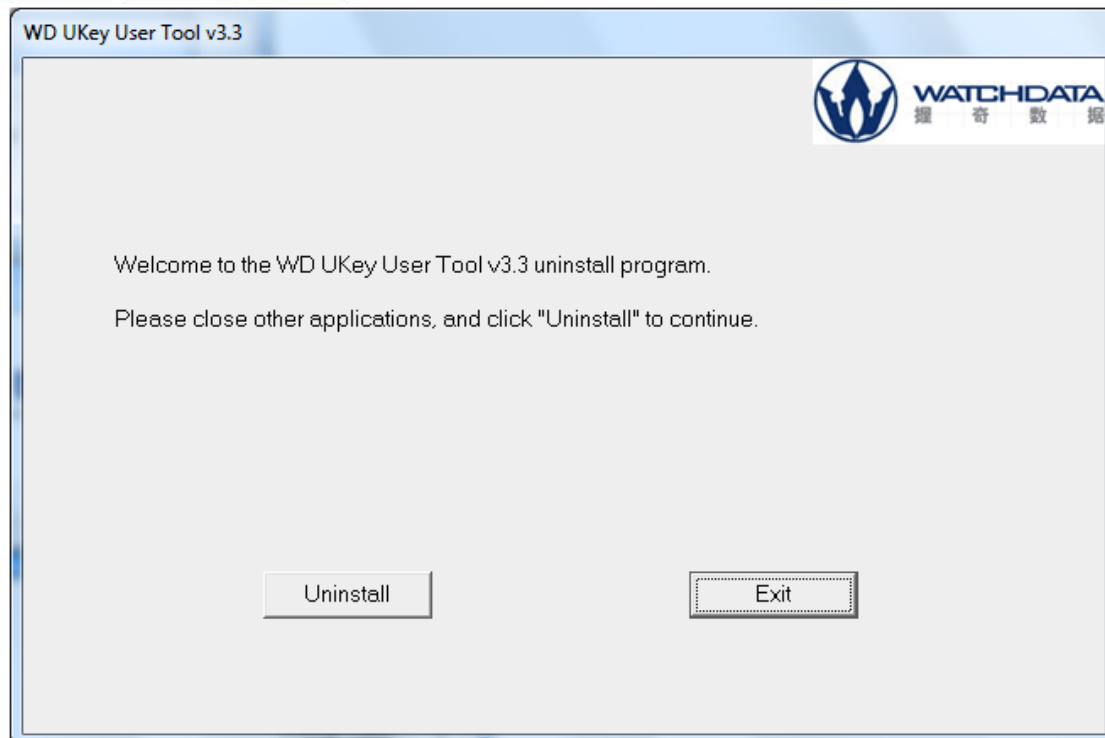 WD UKey User Tool v3.3
WATCHDATA
握 奇 数 据
Welcome to the WD UKey User Tool v3.3 uninstall program.
Please close other applications, and click "Uninstall" to continue.
Uninstall
Exit